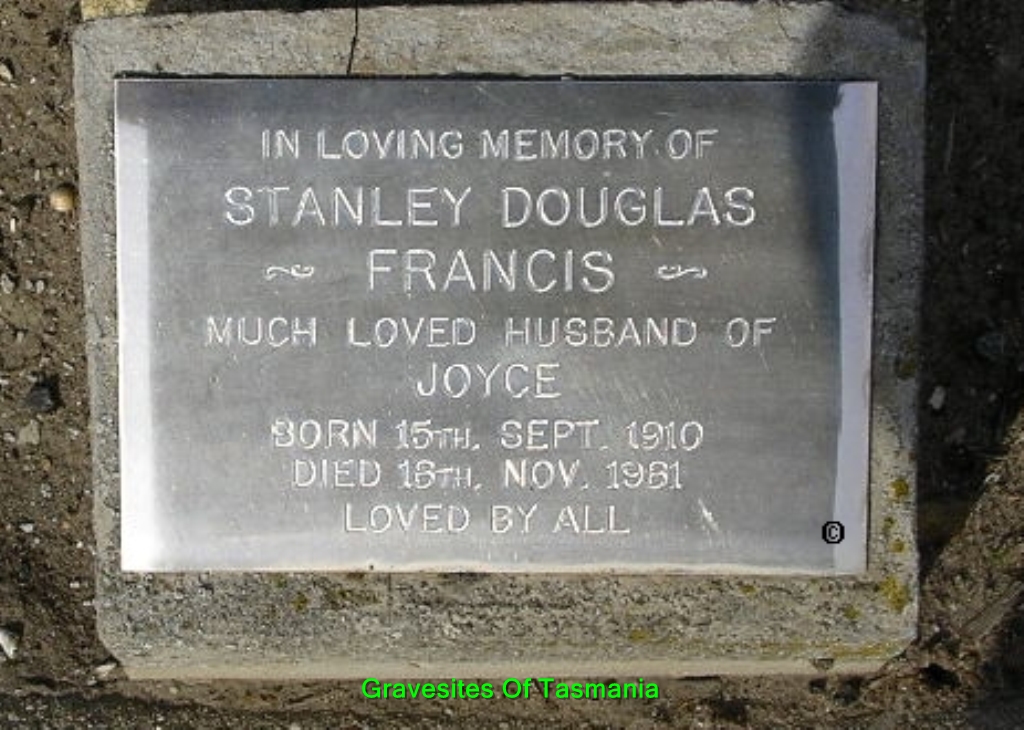 IN LOVING MEMORY OF
STANLEY DOUGLAS
~ FRANCIS ~
MUCH LOVED HUSBAND OF
JOYCE
BORN 15TH. SEPT. 1910
DIED NOV. 1981
LOVED BY ALL
©
Gravesites Of Tasmania